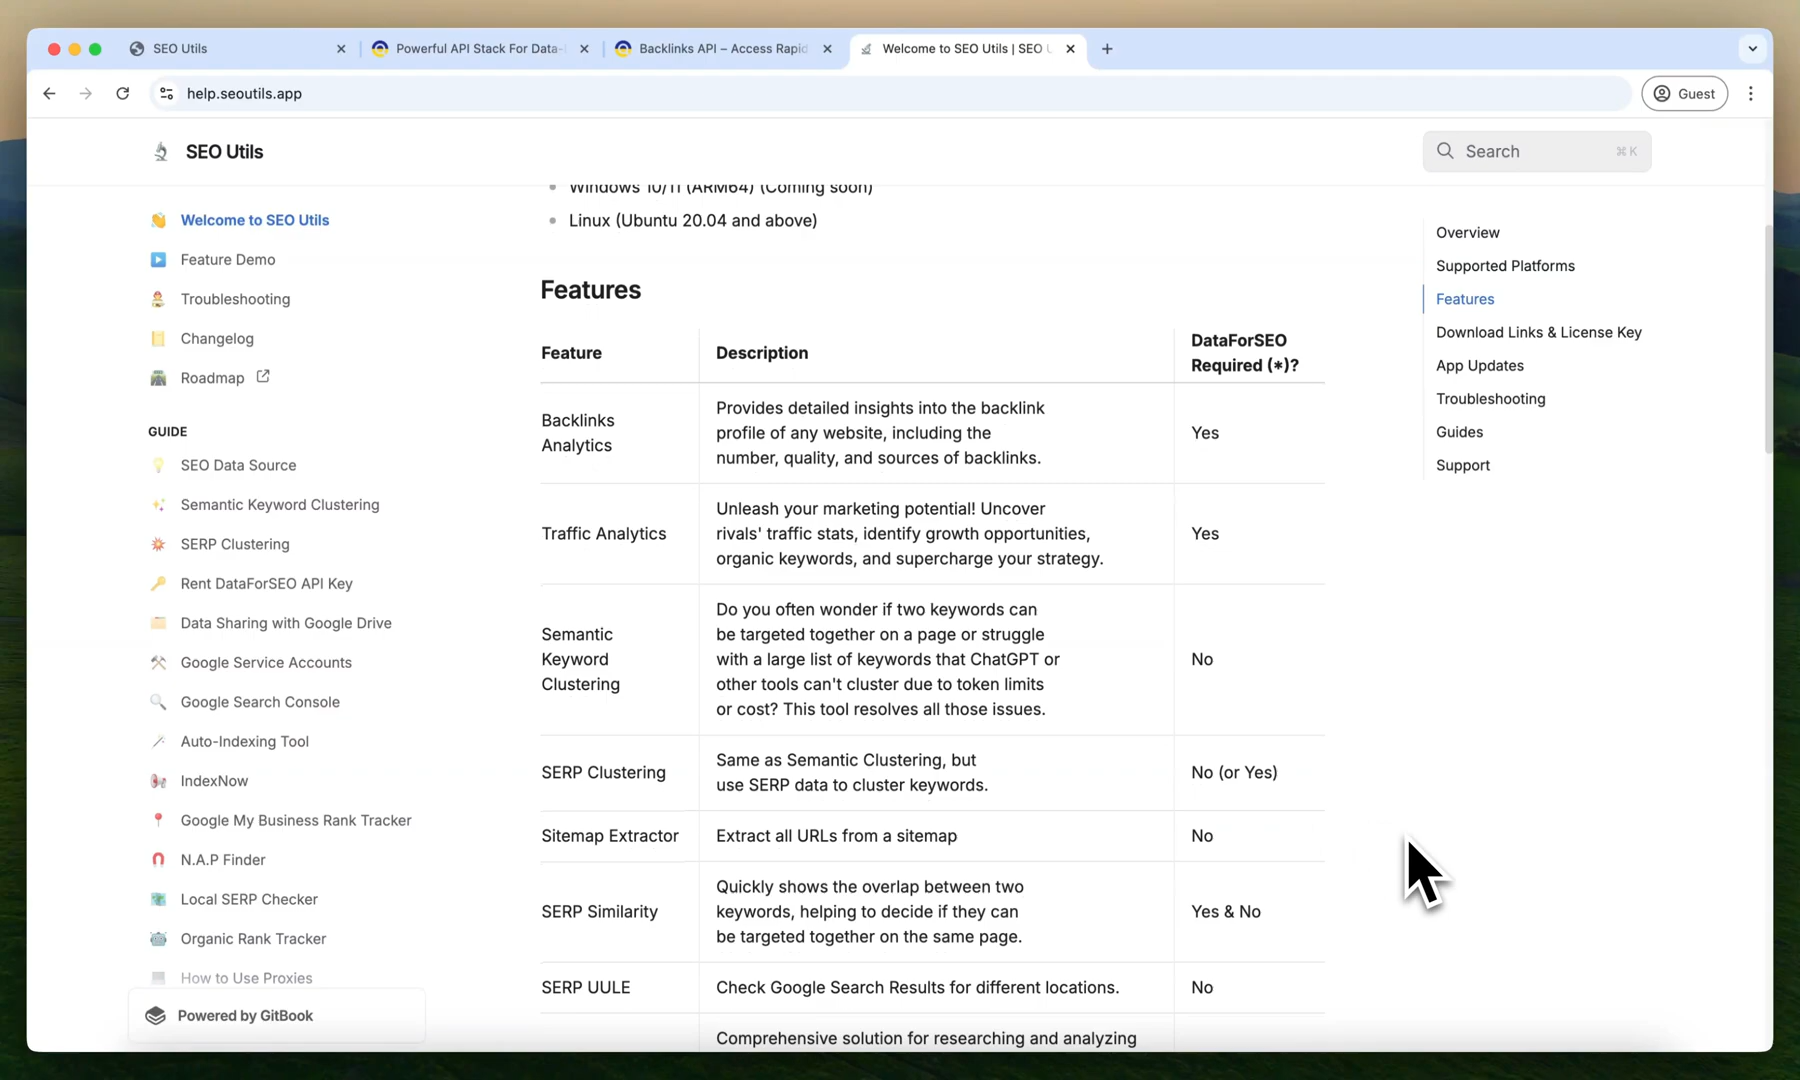 SEO Utils
Powerful API Stack For Data-
Backlinks API – Access Rapid
Welcome to SEO Utils | SEO U
help.seoutils.app
Guest
SEO Utils
Search
⌘ K
Welcome to SEO Utils
Feature Demo
Troubleshooting
Changelog
Roadmap
GUIDE
SEO Data Source
Semantic Keyword Clustering
SERP Clustering
Rent DataForSEO API Key
Data Sharing with Google Drive
Google Service Accounts
Google Search Console
Auto-Indexing Tool
IndexNow
Google My Business Rank Tracker
N.A.P Finder
Local SERP Checker
Organic Rank Tracker
How to Use Proxies
Powered by GitBook
Windows 10/11 (ARM64) (Coming soon)
Linux (Ubuntu 20.04 and above)
Features
Feature
Description
DataForSEO
Required (*)?
Backlinks
Analytics
Provides detailed insights into the backlink
profile of any website, including the
number, quality, and sources of backlinks.
Yes
Traffic Analytics
Unleash your marketing potential! Uncover
rivals' traffic stats, identify growth opportunities,
organic keywords, and supercharge your strategy.
Yes
Semantic
Keyword
Clustering
Do you often wonder if two keywords can
be targeted together on a page or struggle
with a large list of keywords that ChatGPT or
other tools can't cluster due to token limits
or cost? This tool resolves all those issues.
No
SERP Clustering
Same as Semantic Clustering, but
use SERP data to cluster keywords.
No (or Yes)
Sitemap Extractor
Extract all URLs from a sitemap
No
SERP Similarity
Quickly shows the overlap between two
keywords, helping to decide if they can
be targeted together on the same page.
Yes & No
SERP UULE
Check Google Search Results for different locations.
No
Comprehensive solution for researching and analyzing
Overview
Supported Platforms
Features
Download Links & License Key
App Updates
Troubleshooting
Guides
Support